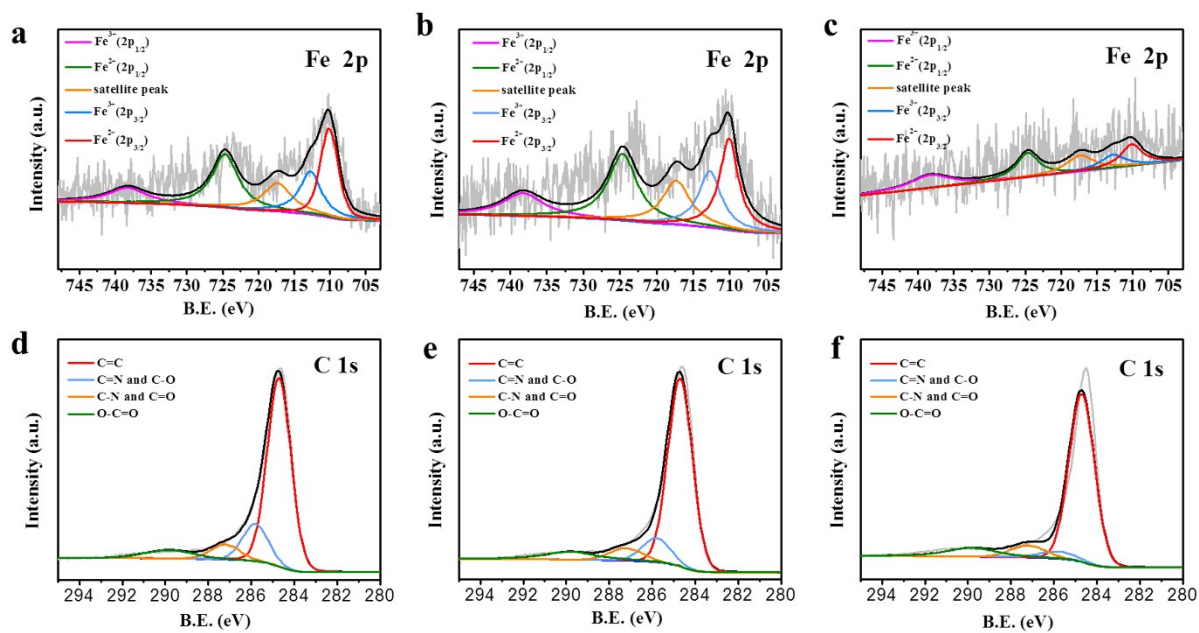 a
Fe³⁺(2p₁/₂)
Fe²⁺(2p₁/₂)
satellite peak
Fe³⁺(2p₃/₂)
Fe²⁺(2p₃/₂)
Fe 2p
Intensity (a.u.)
745 740 735 730 725 720 715 710 705
B.E. (eV)
b
Fe³⁺(2p₁/₂)
Fe²⁺(2p₁/₂)
satellite peak
Fe³⁺(2p₃/₂)
Fe²⁺(2p₃/₂)
Fe 2p
Intensity (a.u.)
745 740 735 730 725 720 715 710 705
B.E. (eV)
c
Fe³⁺(2p₁/₂)
Fe²⁺(2p₁/₂)
satellite peak
Fe³⁺(2p₃/₂)
Fe²⁺(2p₃/₂)
Fe 2p
Intensity (a.u.)
745 740 735 730 725 720 715 710 705
B.E. (eV)
d
C=C
C=N and C-O
C-N and C=O
O-C=O
C 1s
Intensity (a.u.)
294 292 290 288 286 284 282 280
B.E. (eV)
e
C=C
C=N and C-O
C-N and C=O
O-C=O
C 1s
Intensity (a.u.)
294 292 290 288 286 284 282 280
B.E. (eV)
f
C=C
C=N and C-O
C-N and C=O
O-C=O
C 1s
Intensity (a.u.)
294 292 290 288 286 284 282 280
B.E. (eV)